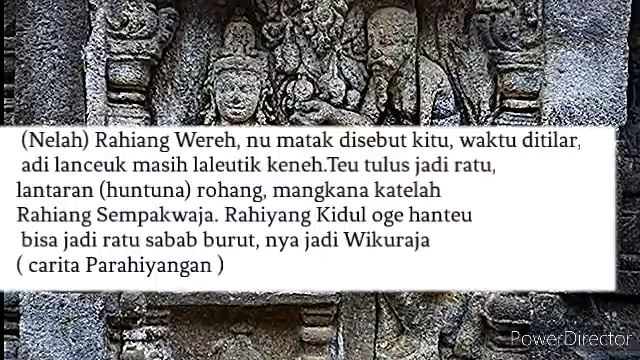 (Nelah) Rahiang Wereh, nu matak disebut kitu, waktu ditilar,
adi lanceuk masih laleutik keneh.Teu tulus jadi ratu,
lantaran (huntuna) rohang, mangkana katelah
Rahiang Sempakwaja. Rahiyang Kidul oge hanteu
bisa jadi ratu sabab burut, nya jadi Wikuraja
( carita Parahiyangan )
PowerDirector